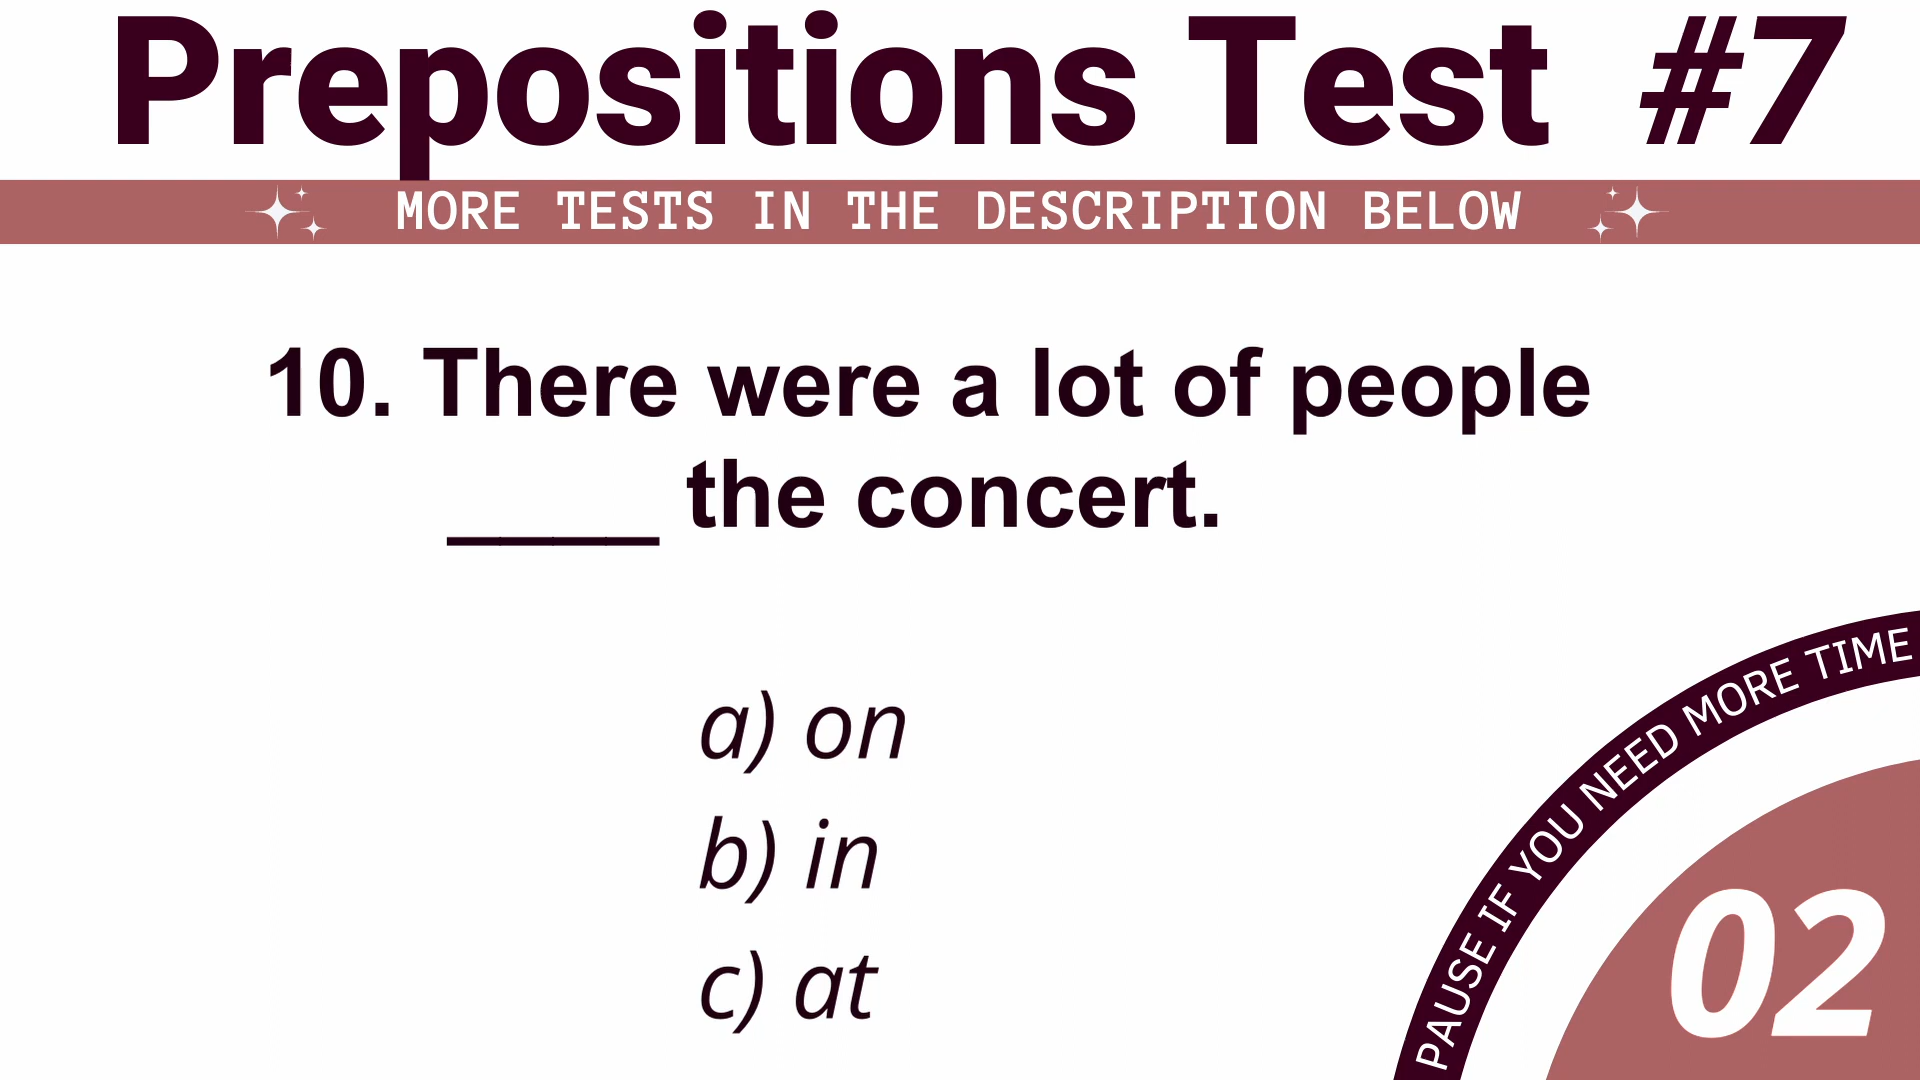 Prepositions Test #7
MORE TESTS IN THE DESCRIPTION BELOW
10. There were a lot of people
____ the concert.
a) on
b) in
c) at
PAUSE IF YOU NEED MORE TIME
02